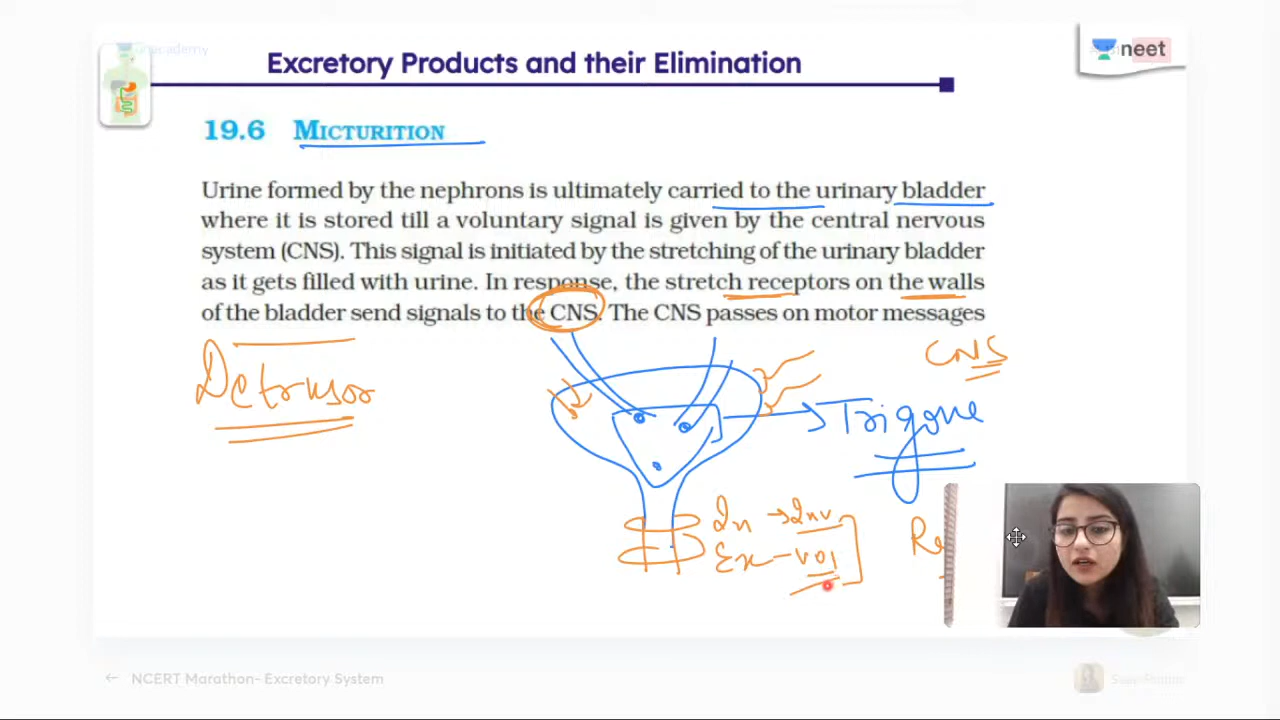 unacademy
neet
Excretory Products and their Elimination
19.6 MICTURITION
Urine formed by the nephrons is ultimately carried to the urinary bladder
where it is stored till a voluntary signal is given by the central nervous
system (CNS). This signal is initiated by the stretching of the urinary bladder
as it gets filled with urine. In response, the stretch receptors on the walls
of the bladder send signals to the CNS. The CNS passes on motor messages
CNS
Detrusor
Trigone
In → Inv
Ex - vol
Re
← NCERT Marathon- Excretory System